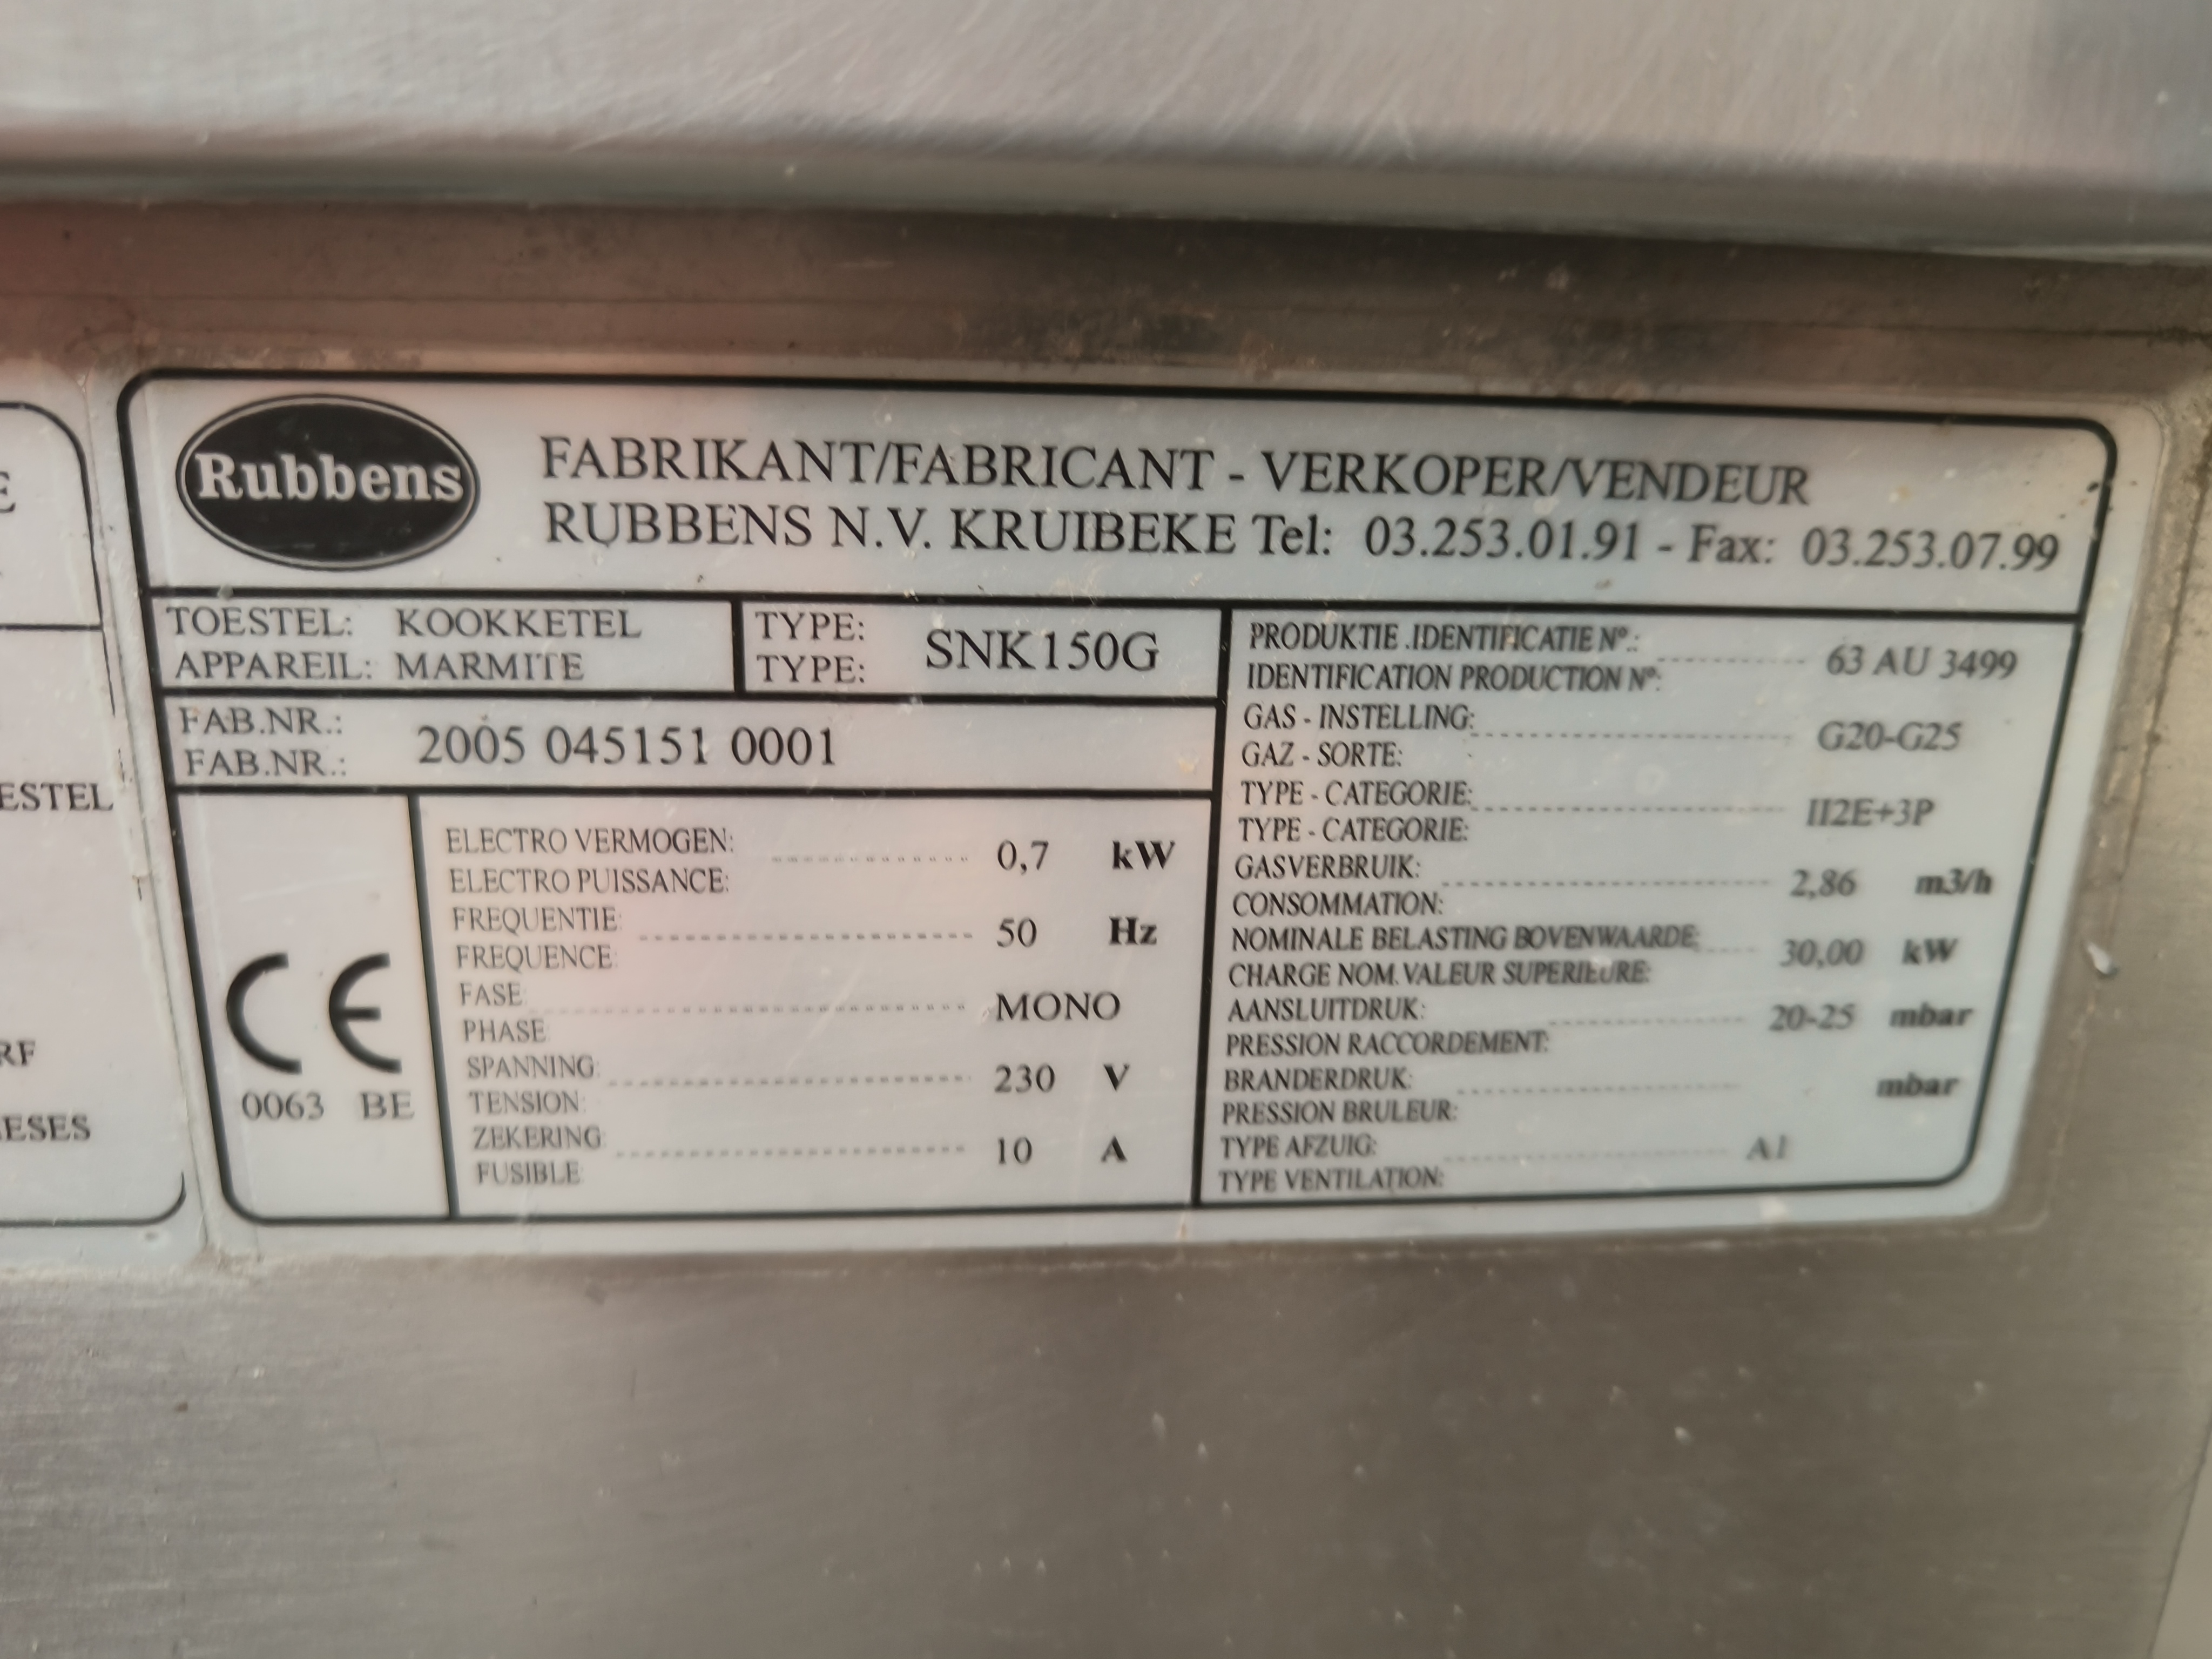 E
ESTEL
RF
IESES
Rubbens
FABRIKANT/FABRICANT - VERKOPER/VENDEUR
RUBBENS N.V. KRUIBEKE Tel: 03.253.01.91 - Fax: 03.253.07.99
TOESTEL: KOOKKETEL
APPAREIL: MARMITE
TYPE:
TYPE: SNK150G
FAB.NR.:
FAB.NR.: 2005 045151 0001
CE
0063 BE
ELECTRO VERMOGEN: 0,7 kW
ELECTRO PUISSANCE:
FREQUENTIE: 50 Hz
FREQUENCE:
FASE: MONO
PHASE:
SPANNING: 230 V
TENSION:
ZEKERING: 10 A
FUSIBLE:
PRODUKTIE .IDENTIFICATIE Nº.: 63 AU 3499
IDENTIFICATION PRODUCTION Nº:
GAS - INSTELLING: G20-G25
GAZ - SORTE:
TYPE - CATEGORIE: II2E+3P
TYPE - CATEGORIE:
GASVERBRUIK: 2,86 m3/h
CONSOMMATION:
NOMINALE BELASTING BOVENWAARDE: 30,00 kW
CHARGE NOM. VALEUR SUPERIEURE:
AANSLUITDRUK: 20-25 mbar
PRESSION RACCORDEMENT:
BRANDERDRUK: mbar
PRESSION BRULEUR:
TYPE AFZUIG: A1
TYPE VENTILATION: